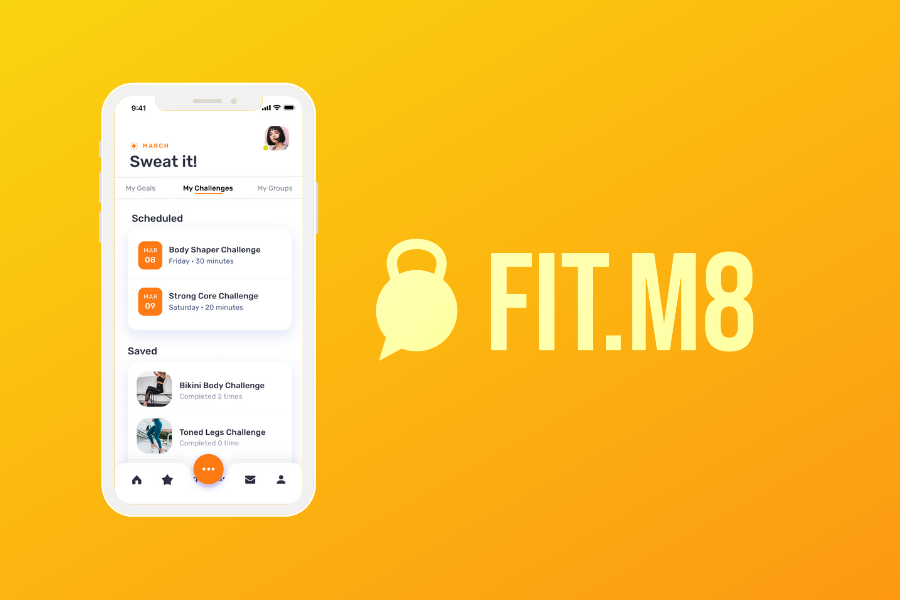 9:41
MARCH
Sweat it!
My Goals My Challenges My Groups
Scheduled
MAR
08
Body Shaper Challenge
Friday • 30 minutes
MAR
09
Strong Core Challenge
Saturday • 20 minutes
Saved
Bikini Body Challenge
Completed 2 times
Toned Legs Challenge
Completed 0 time
FIT.M8